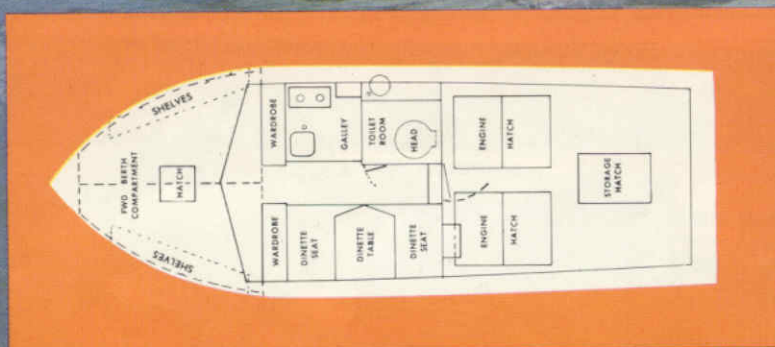 SHELVES
FWD BERTH
COMPARTMENT
HATCH
SHELVES
WARDROBE
GALLEY
TOILET
ROOM
HEAD
WARDROBE
DINETTE
SEAT
DINETTE
TABLE
DINETTE
SEAT
ENGINE
HATCH
ENGINE
HATCH
STORAGE
HATCH